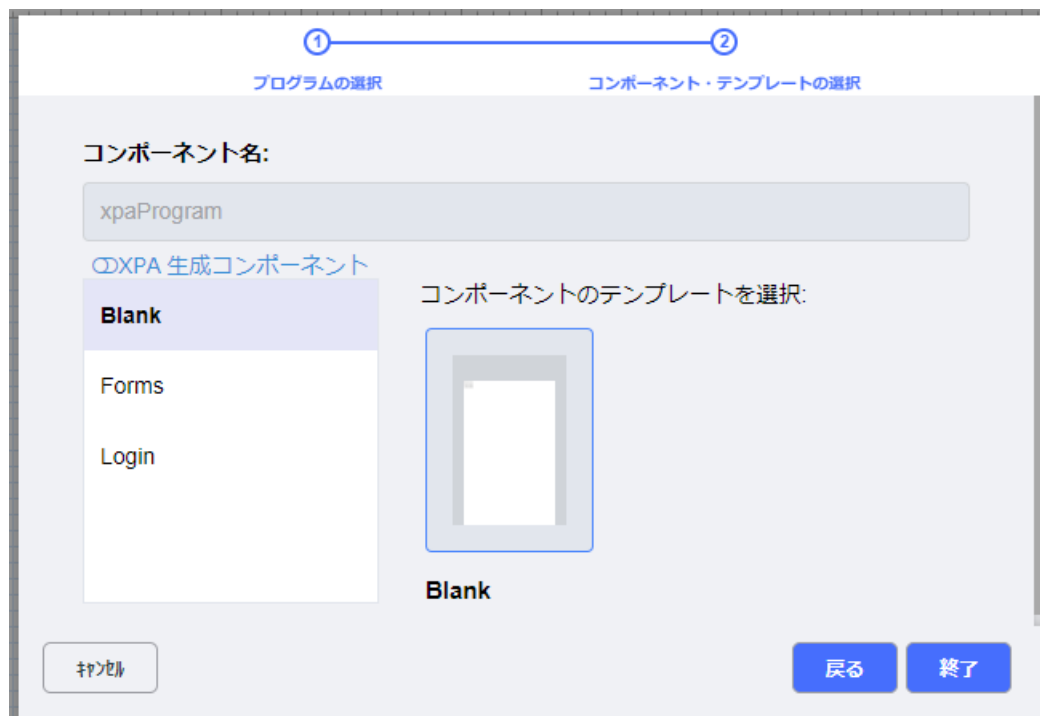 1 2
プログラムの選択 コンポーネント・テンプレートの選択
コンポーネント名:
xpaProgram
XPA 生成コンポーネント
コンポーネントのテンプレートを選択:
Blank
Forms
Login
Blank
ｷｬﾝｾﾙ 戻る 終了